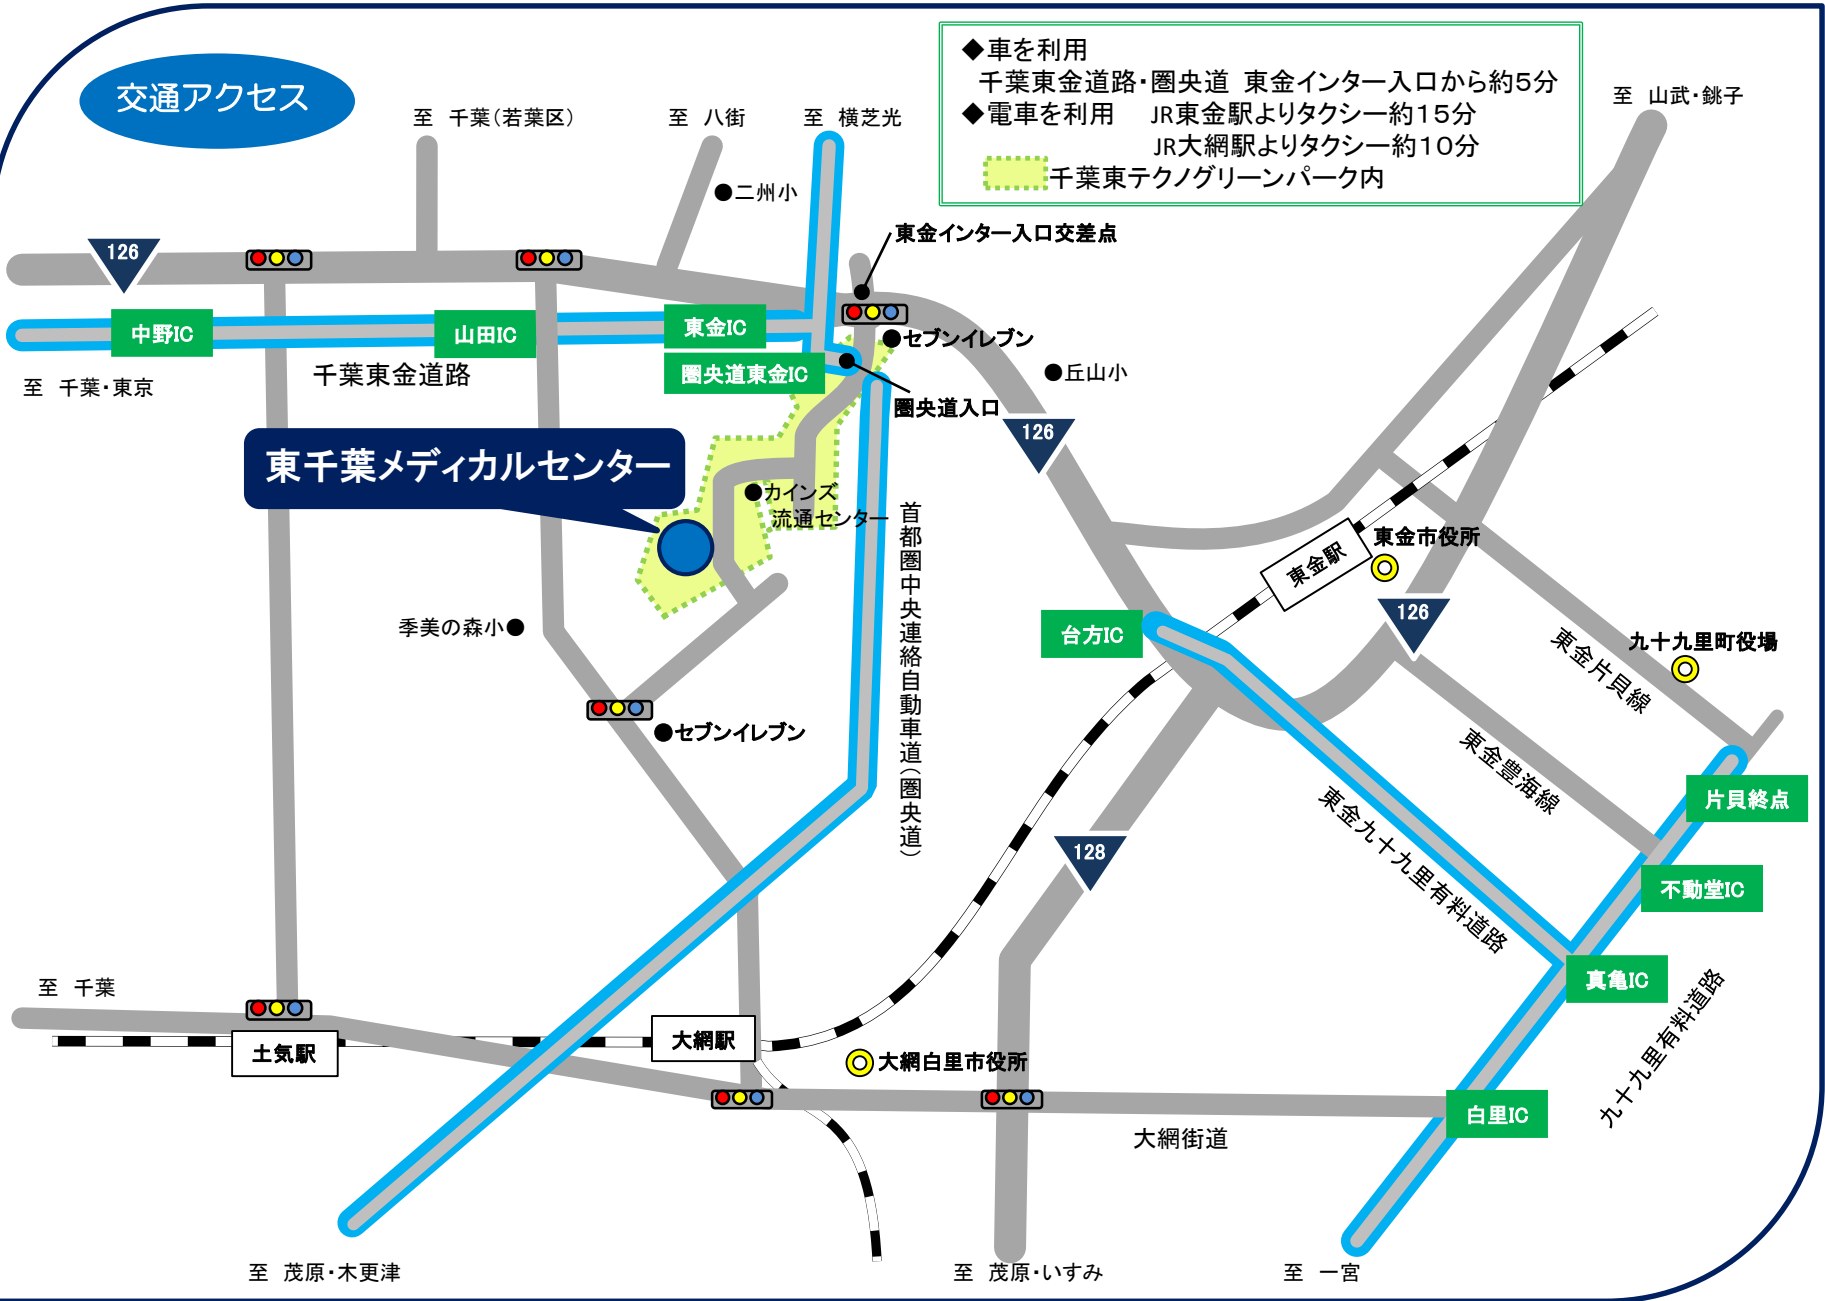 交通アクセス
◆車を利用
千葉東金道路・圏央道 東金インター入口から約5分
◆電車を利用 JR東金駅よりタクシー約15分
JR大網駅よりタクシー約10分
千葉東テクノグリーンパーク内
至 千葉(若葉区)
至 八街
至 横芝光
至 山武・銚子
●二州小
東金インター入口交差点
126
中野IC
山田IC
東金IC
●セブンイレブン
圏央道東金IC
千葉東金道路
至 千葉・東京
●丘山小
圏央道入口
126
東千葉メディカルセンター
●カインズ
流通センター
首都圏中央連絡自動車道(圏央道)
東金駅
東金市役所
季美の森小●
台方IC
126
九十九里町役場
東金片貝線
●セブンイレブン
東金豊海線
片貝終点
東金九十九里有料道路
128
不動堂IC
真亀IC
至 千葉
土気駅
大網駅
大網白里市役所
九十九里有料道路
白里IC
大網街道
至 茂原・木更津
至 茂原・いすみ
至 一宮